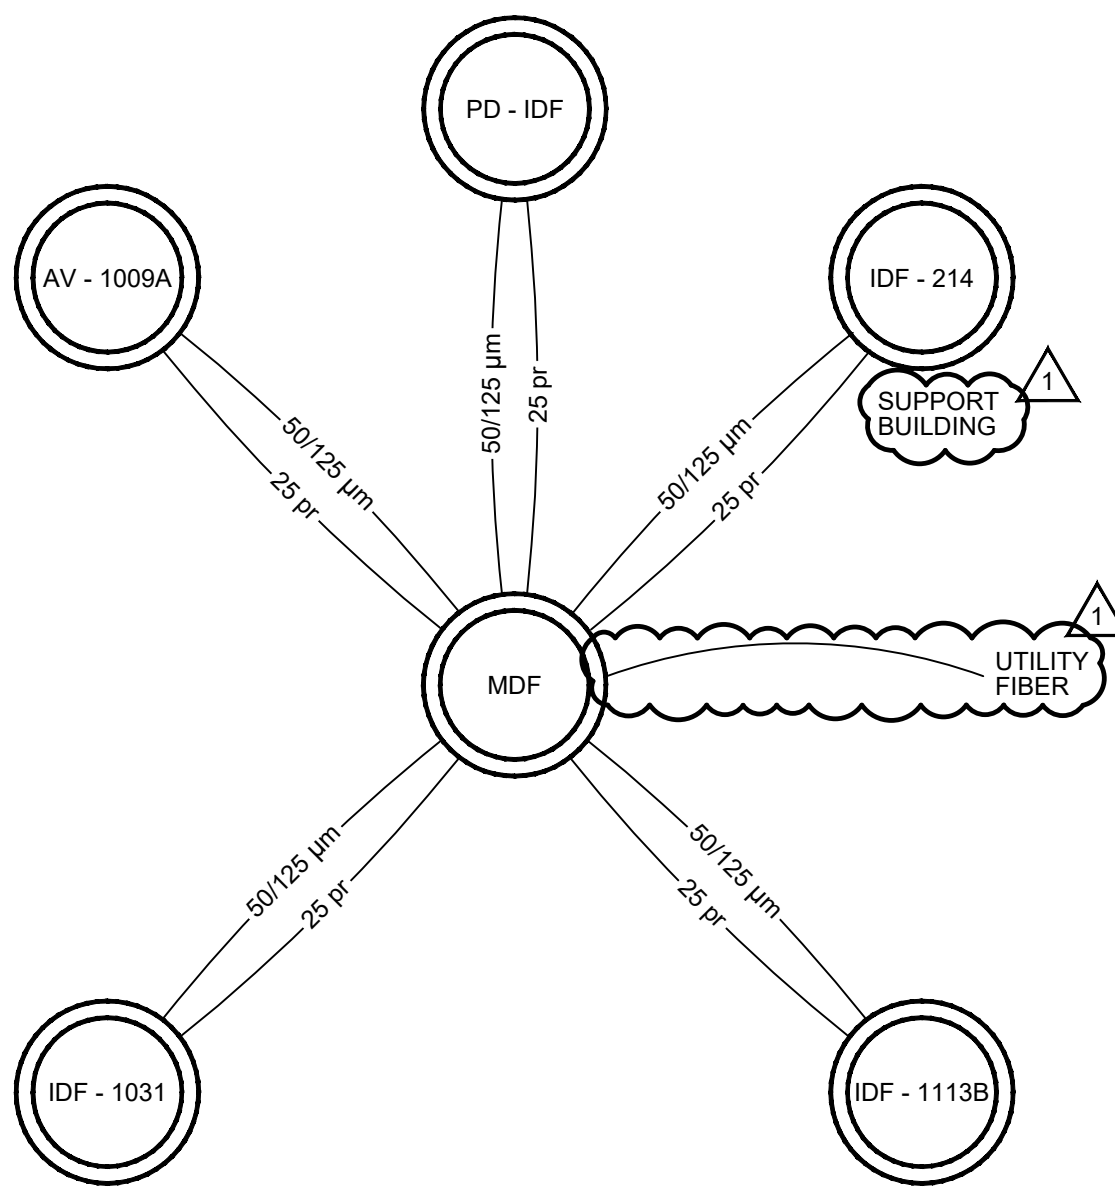 PD - IDF
AV - 1009A
IDF - 214
1
SUPPORT
BUILDING
50/125 µm
25 pr
50/125 µm
25 pr
50/125 µm
25 pr
1
UTILITY
FIBER
MDF
50/125 µm
25 pr
50/125 µm
25 pr
IDF - 1031
IDF - 1113B